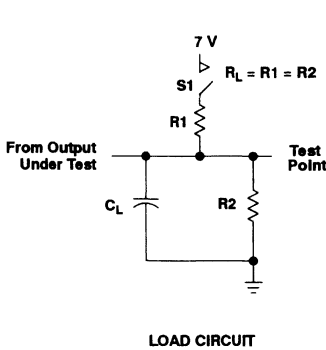 7 V
S1
RL = R1 = R2
R1
From Output
Under Test
Test
Point
CL
R2
LOAD CIRCUIT